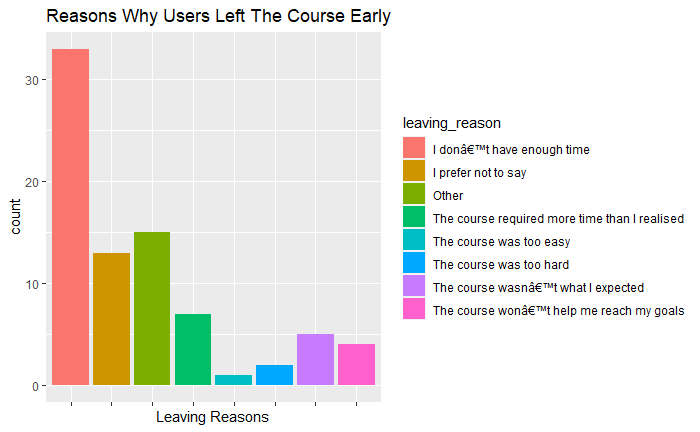 Reasons Why Users Left The Course Early
30
20
10
0
count
Leaving Reasons
leaving_reason
I donâ€™t have enough time
I prefer not to say
Other
The course required more time than I realised
The course was too easy
The course was too hard
The course wasnâ€™t what I expected
The course wonâ€™t help me reach my goals